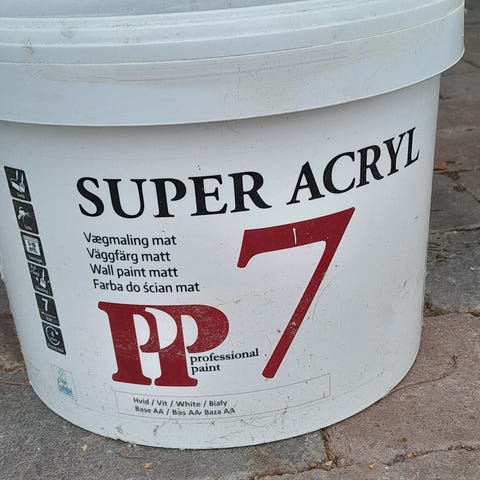 SUPER ACRYL
Vægmaling mat
Väggfärg matt
Wall paint matt
Farba do ścian mat
7
PP professional
paint
Hvid / Vit / White / Biały
Base AA / Bas AA / Baza AA
7